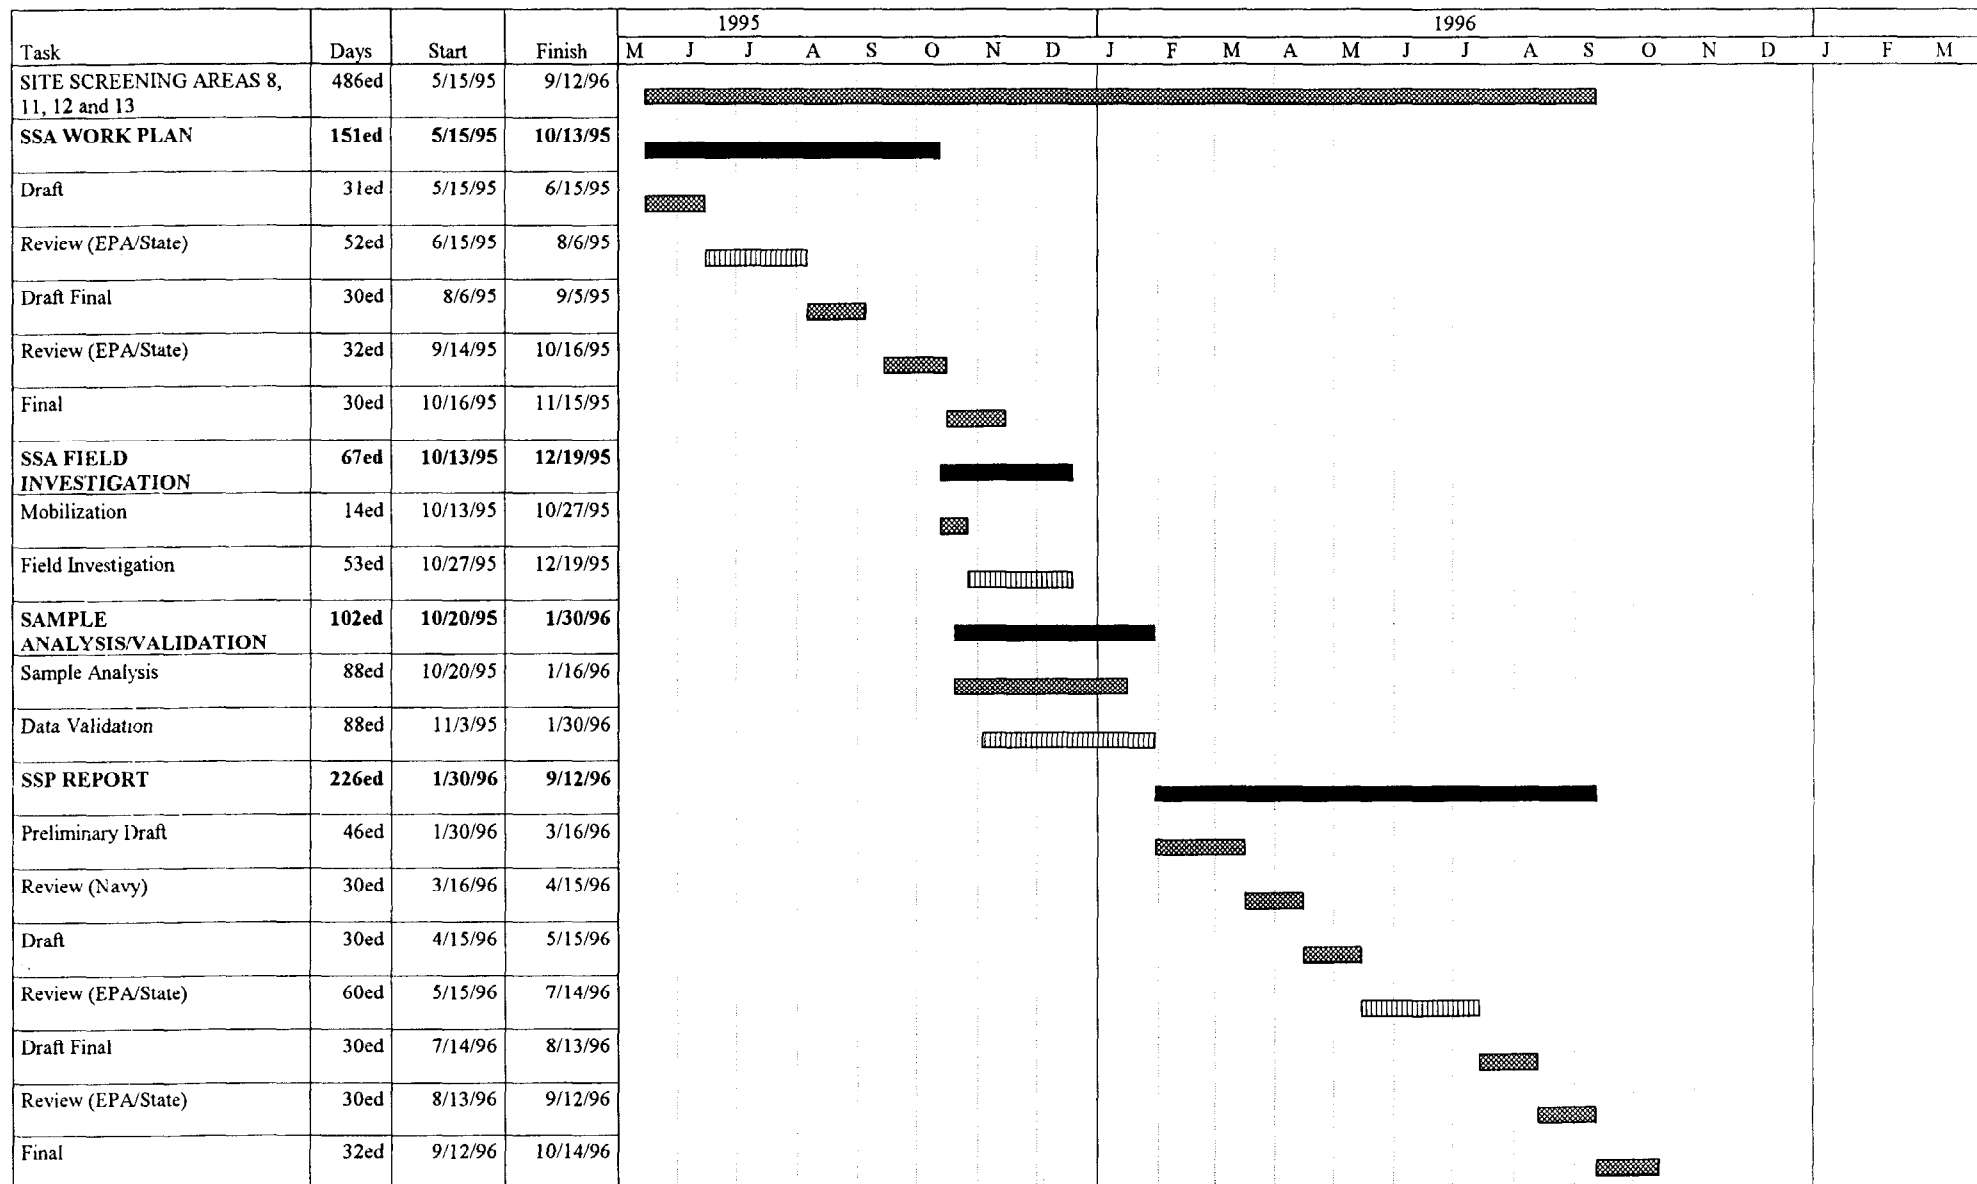 1995 1996
Task Days Start Finish M J J A S O N D J F M A M J J A S O N D J F M
SITE SCREENING AREAS 8, 486ed 5/15/95 9/12/96
11, 12 and 13
SSA WORK PLAN 151ed 5/15/95 10/13/95
Draft 31ed 5/15/95 6/15/95
Review (EPA/State) 52ed 6/15/95 8/6/95
Draft Final 30ed 8/6/95 9/5/95
Review (EPA/State) 32ed 9/14/95 10/16/95
Final 30ed 10/16/95 11/15/95
SSA FIELD 67ed 10/13/95 12/19/95
INVESTIGATION
Mobilization 14ed 10/13/95 10/27/95
Field Investigation 53ed 10/27/95 12/19/95
SAMPLE 102ed 10/20/95 1/30/96
ANALYSIS/VALIDATION
Sample Analysis 88ed 10/20/95 1/16/96
Data Validation 88ed 11/3/95 1/30/96
SSP REPORT 226ed 1/30/96 9/12/96
Preliminary Draft 46ed 1/30/96 3/16/96
Review (Navy) 30ed 3/16/96 4/15/96
Draft 30ed 4/15/96 5/15/96
Review (EPA/State) 60ed 5/15/96 7/14/96
Draft Final 30ed 7/14/96 8/13/96
Review (EPA/State) 30ed 8/13/96 9/12/96
Final 32ed 9/12/96 10/14/96